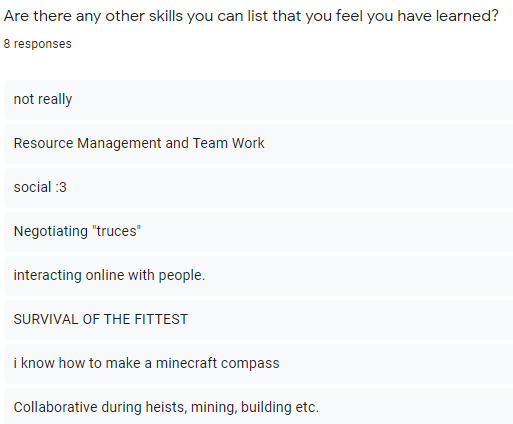 Are there any other skills you can list that you feel you have learned?
8 responses
not really
Resource Management and Team Work
social :3
Negotiating "truces"
interacting online with people.
SURVIVAL OF THE FITTEST
i know how to make a minecraft compass
Collaborative during heists, mining, building etc.